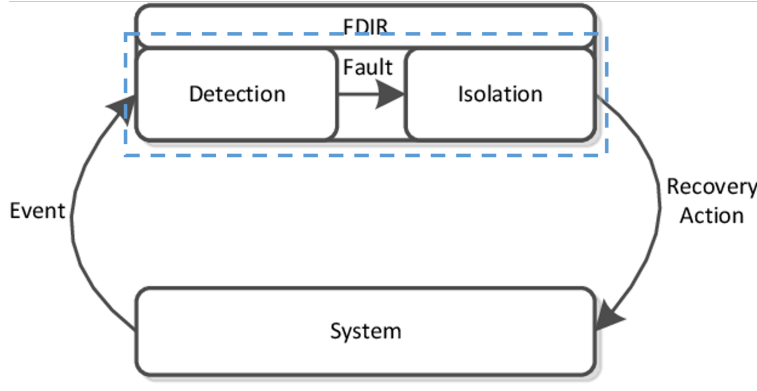 FDIR
Fault
Detection
Isolation
Event
Recovery
Action
System